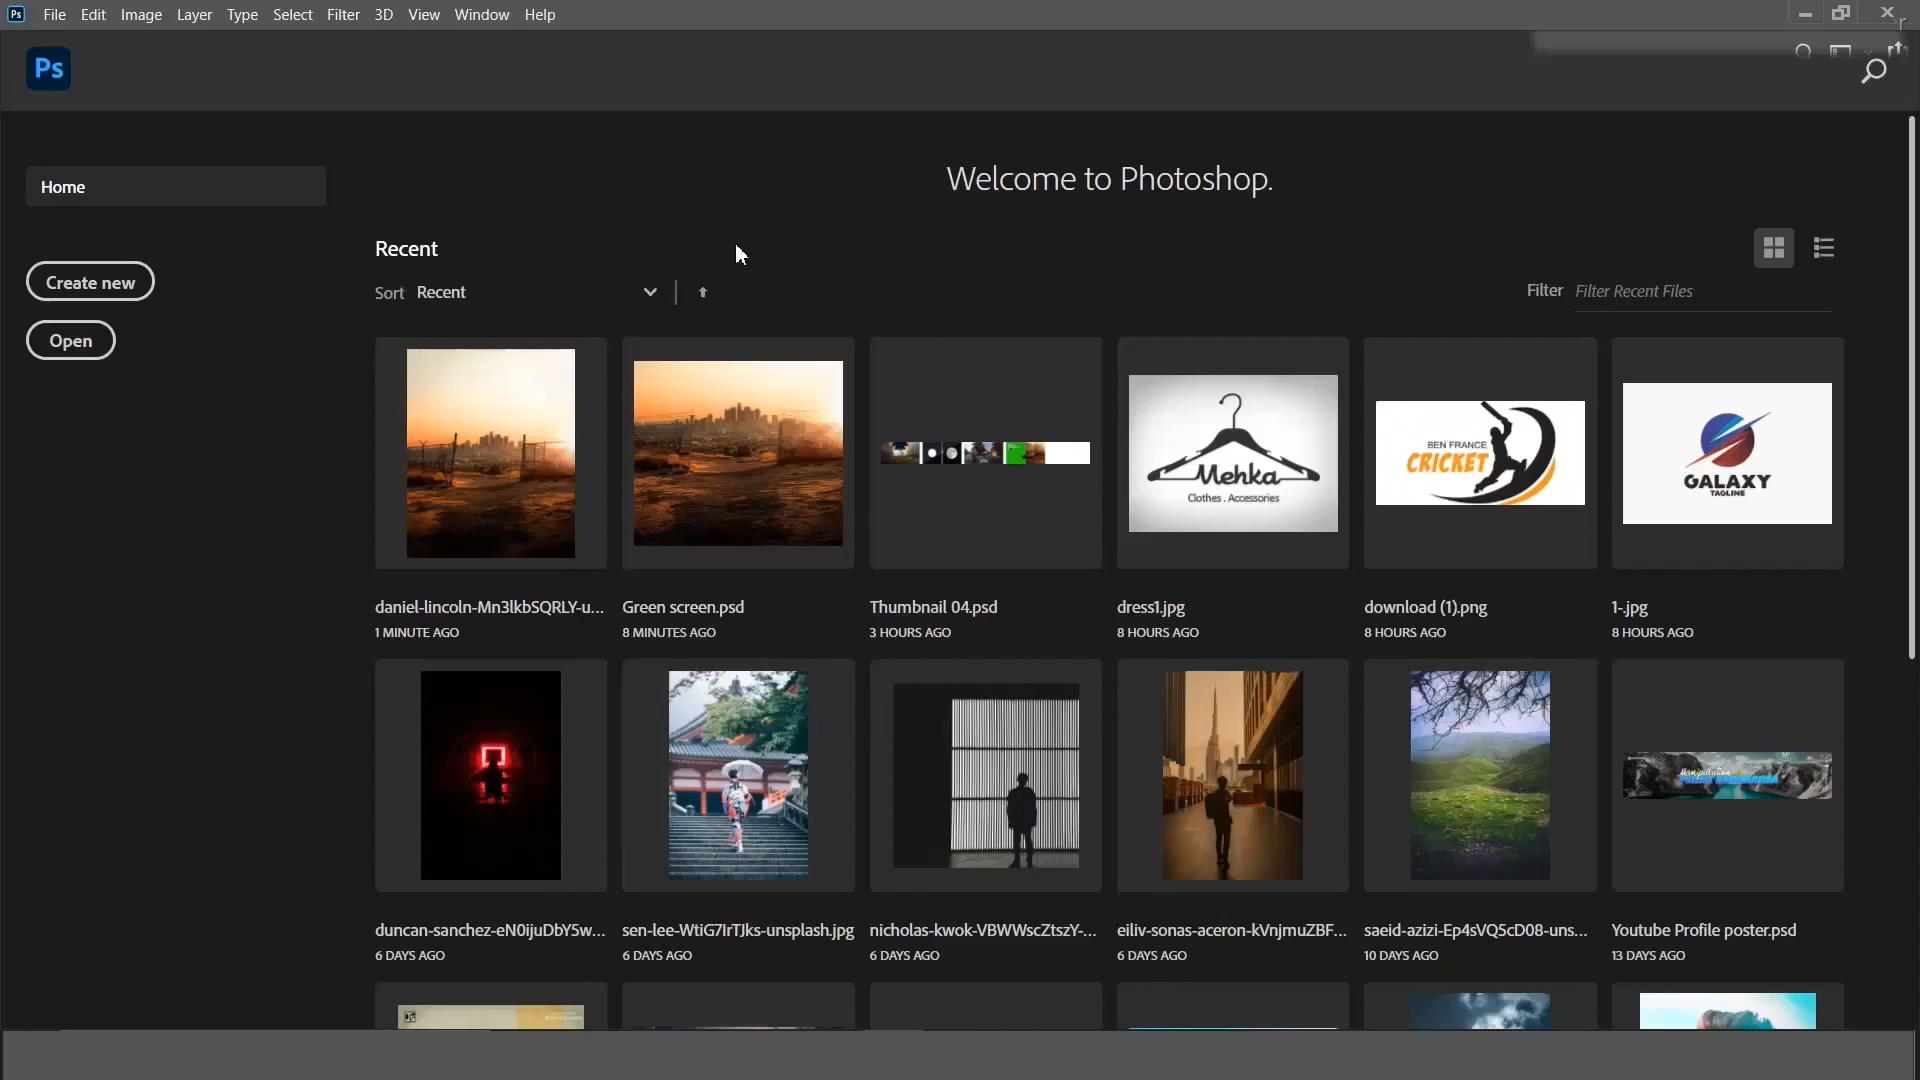 Ps File Edit Image Layer Type Select Filter 3D View Window Help
Ps
Home
Welcome to Photoshop.
Recent
Create new
Sort Recent
Filter Filter Recent Files
Open
Mehka
Clothes . Accessories
BEN FRANCE
CRICKET
GALAXY
TAGLINE
daniel-lincoln-Mn3lkbSQRLY-u... Green screen.psd Thumbnail 04.psd dress1.jpg download (1).png 1-.jpg
1 MINUTE AGO 8 MINUTES AGO 3 HOURS AGO 8 HOURS AGO 8 HOURS AGO 8 HOURS AGO
Manipulation
duncan-sanchez-eN0ijuDbY5w... sen-lee-WtiG7IrTJks-unsplash.jpg nicholas-kwok-VBWWscZtszY-... eiliv-sonas-aceron-kVnjmuZBF... saeid-azizi-Ep4sVQ5cD08-uns... Youtube Profile poster.psd
6 DAYS AGO 6 DAYS AGO 6 DAYS AGO 6 DAYS AGO 10 DAYS AGO 13 DAYS AGO